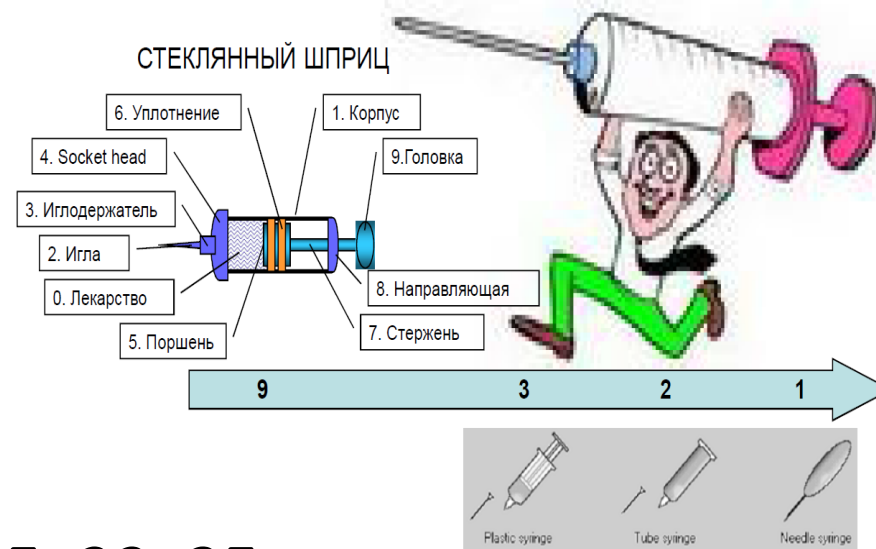 СТЕКЛЯННЫЙ ШПРИЦ
6. Уплотнение
1. Корпус
4. Socket head
9.Головка
3. Иглодержатель
2. Игла
0. Лекарство
8. Направляющая
5. Поршень
7. Стержень
9 3 2 1
Plastic syringe Tube syringe Needle syringe